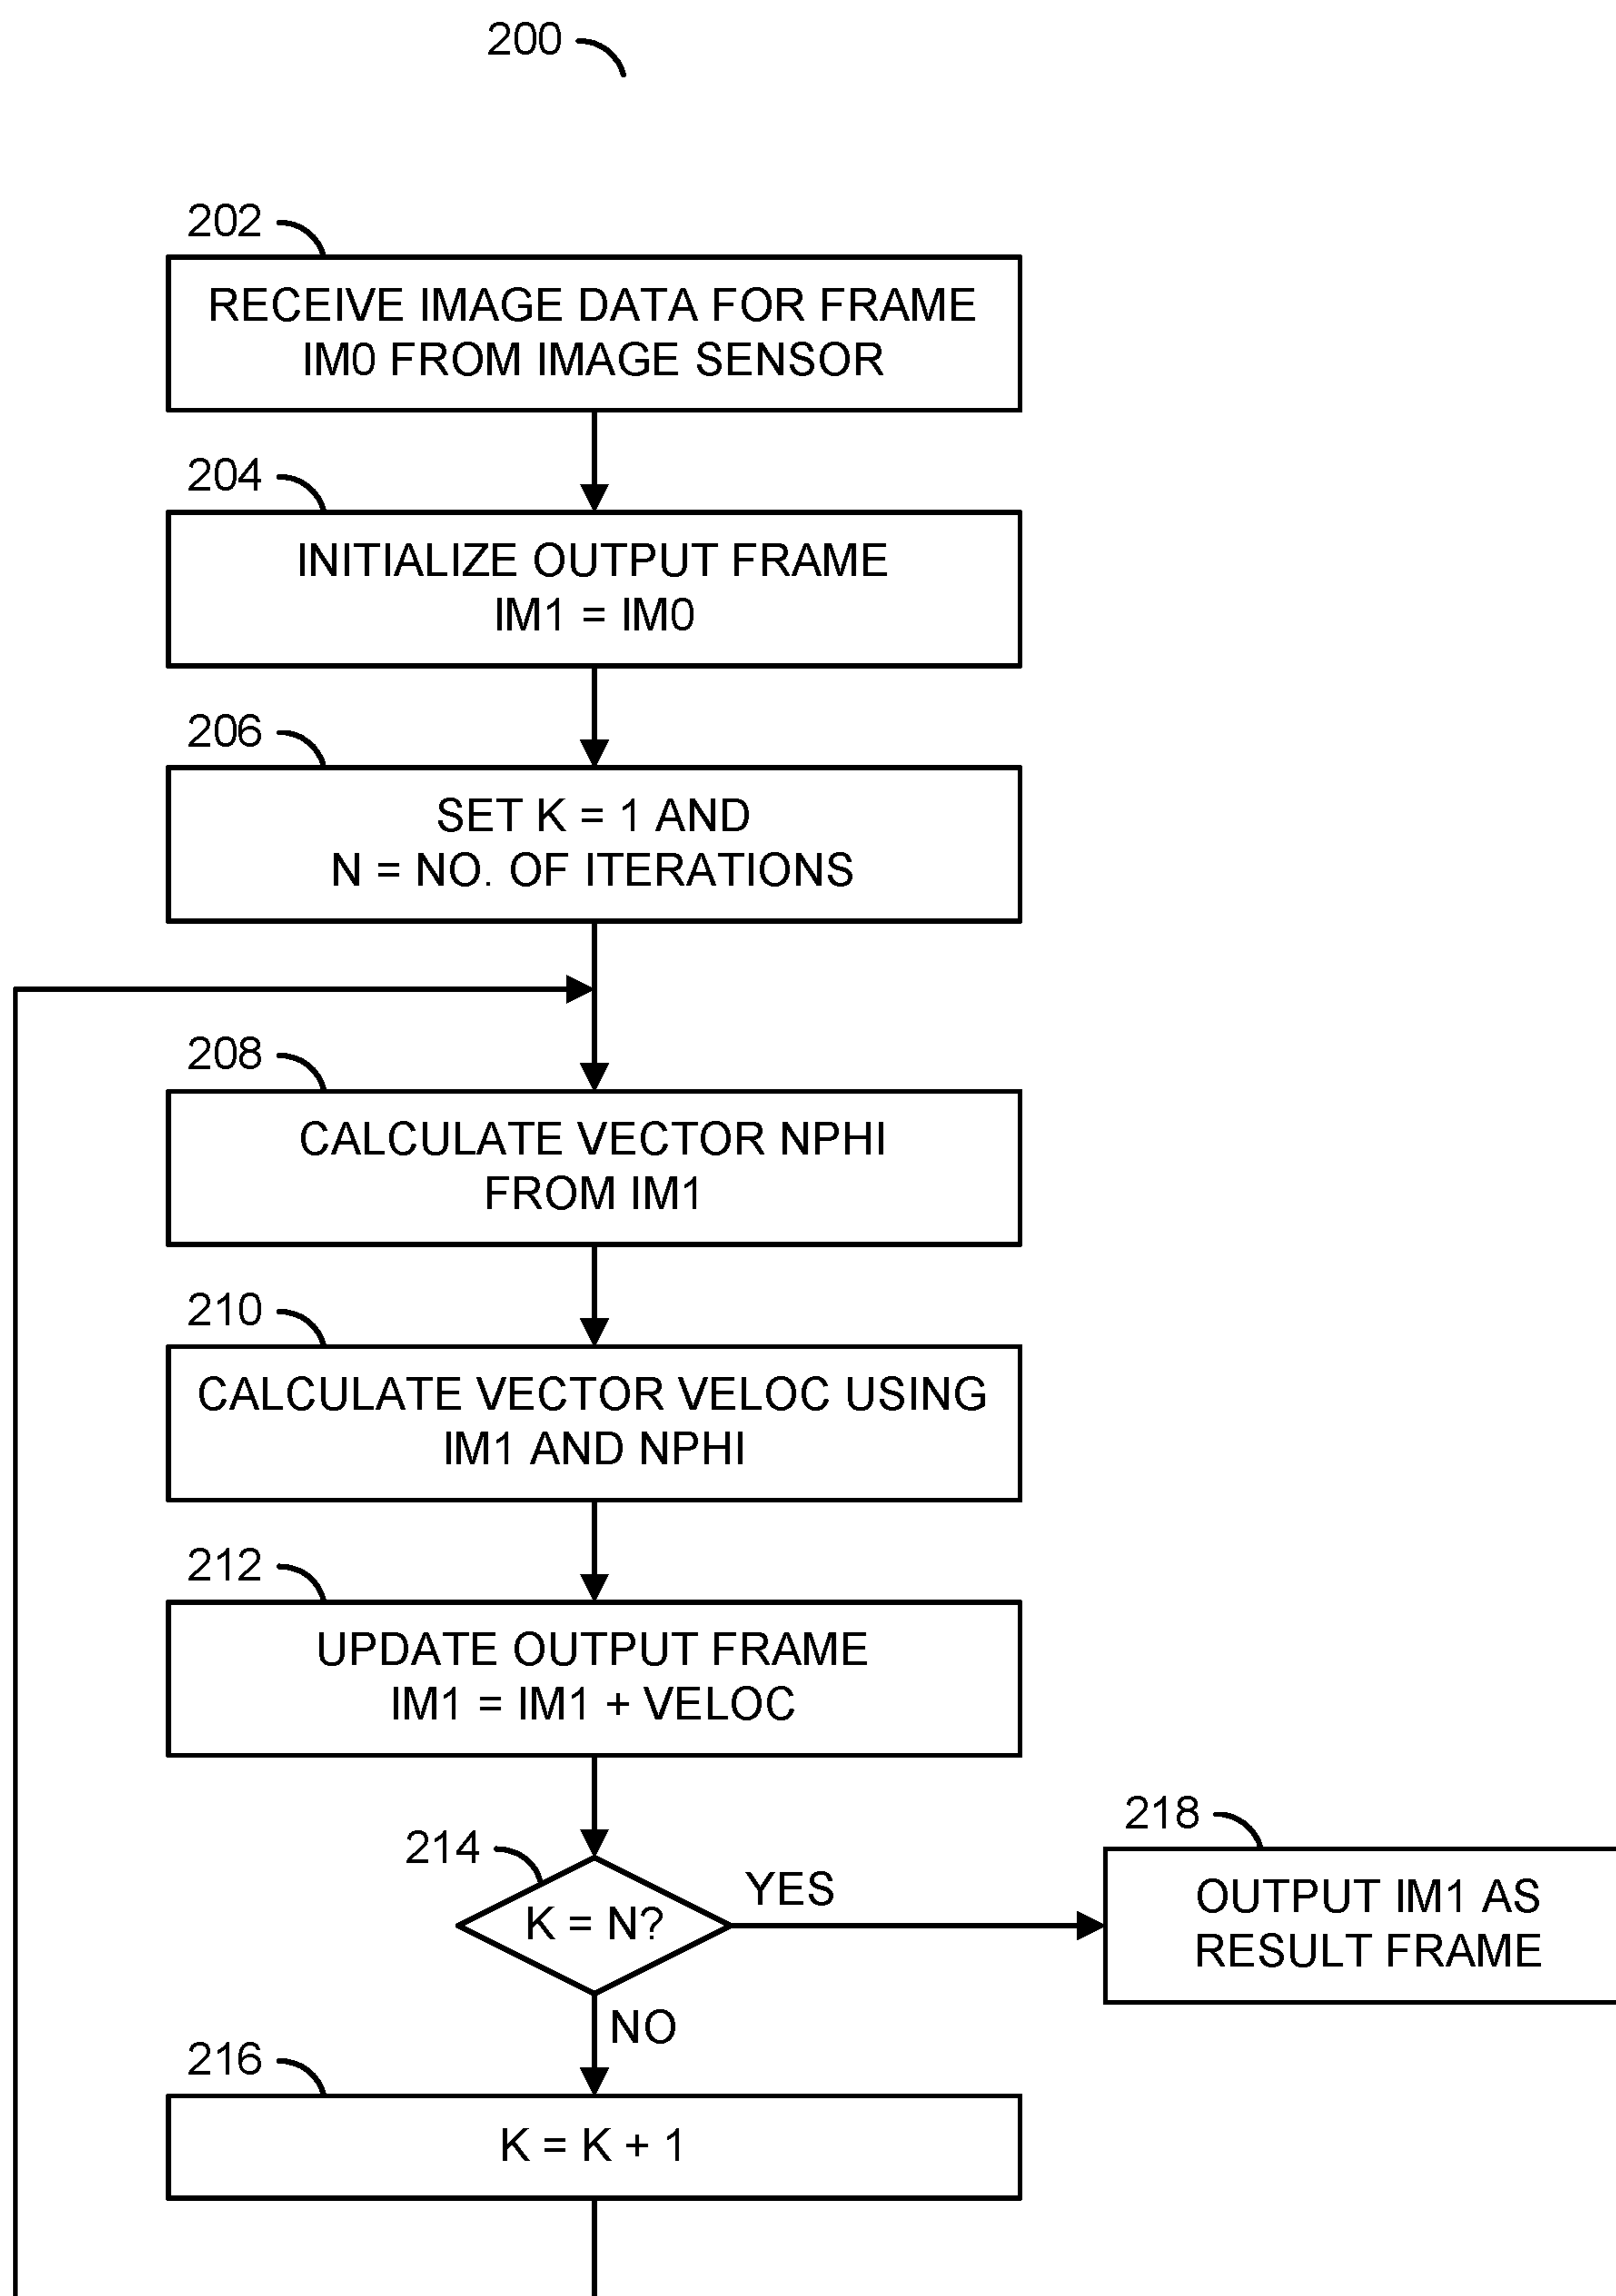 200
202
RECEIVE IMAGE DATA FOR FRAME
IM0 FROM IMAGE SENSOR
204
INITIALIZE OUTPUT FRAME
IM1 = IM0
206
SET K = 1 AND
N = NO. OF ITERATIONS
208
CALCULATE VECTOR NPHI
FROM IM1
210
CALCULATE VECTOR VELOC USING
IM1 AND NPHI
212
UPDATE OUTPUT FRAME
IM1 = IM1 + VELOC
214
K = N?
YES
218
OUTPUT IM1 AS
RESULT FRAME
NO
216
K = K + 1